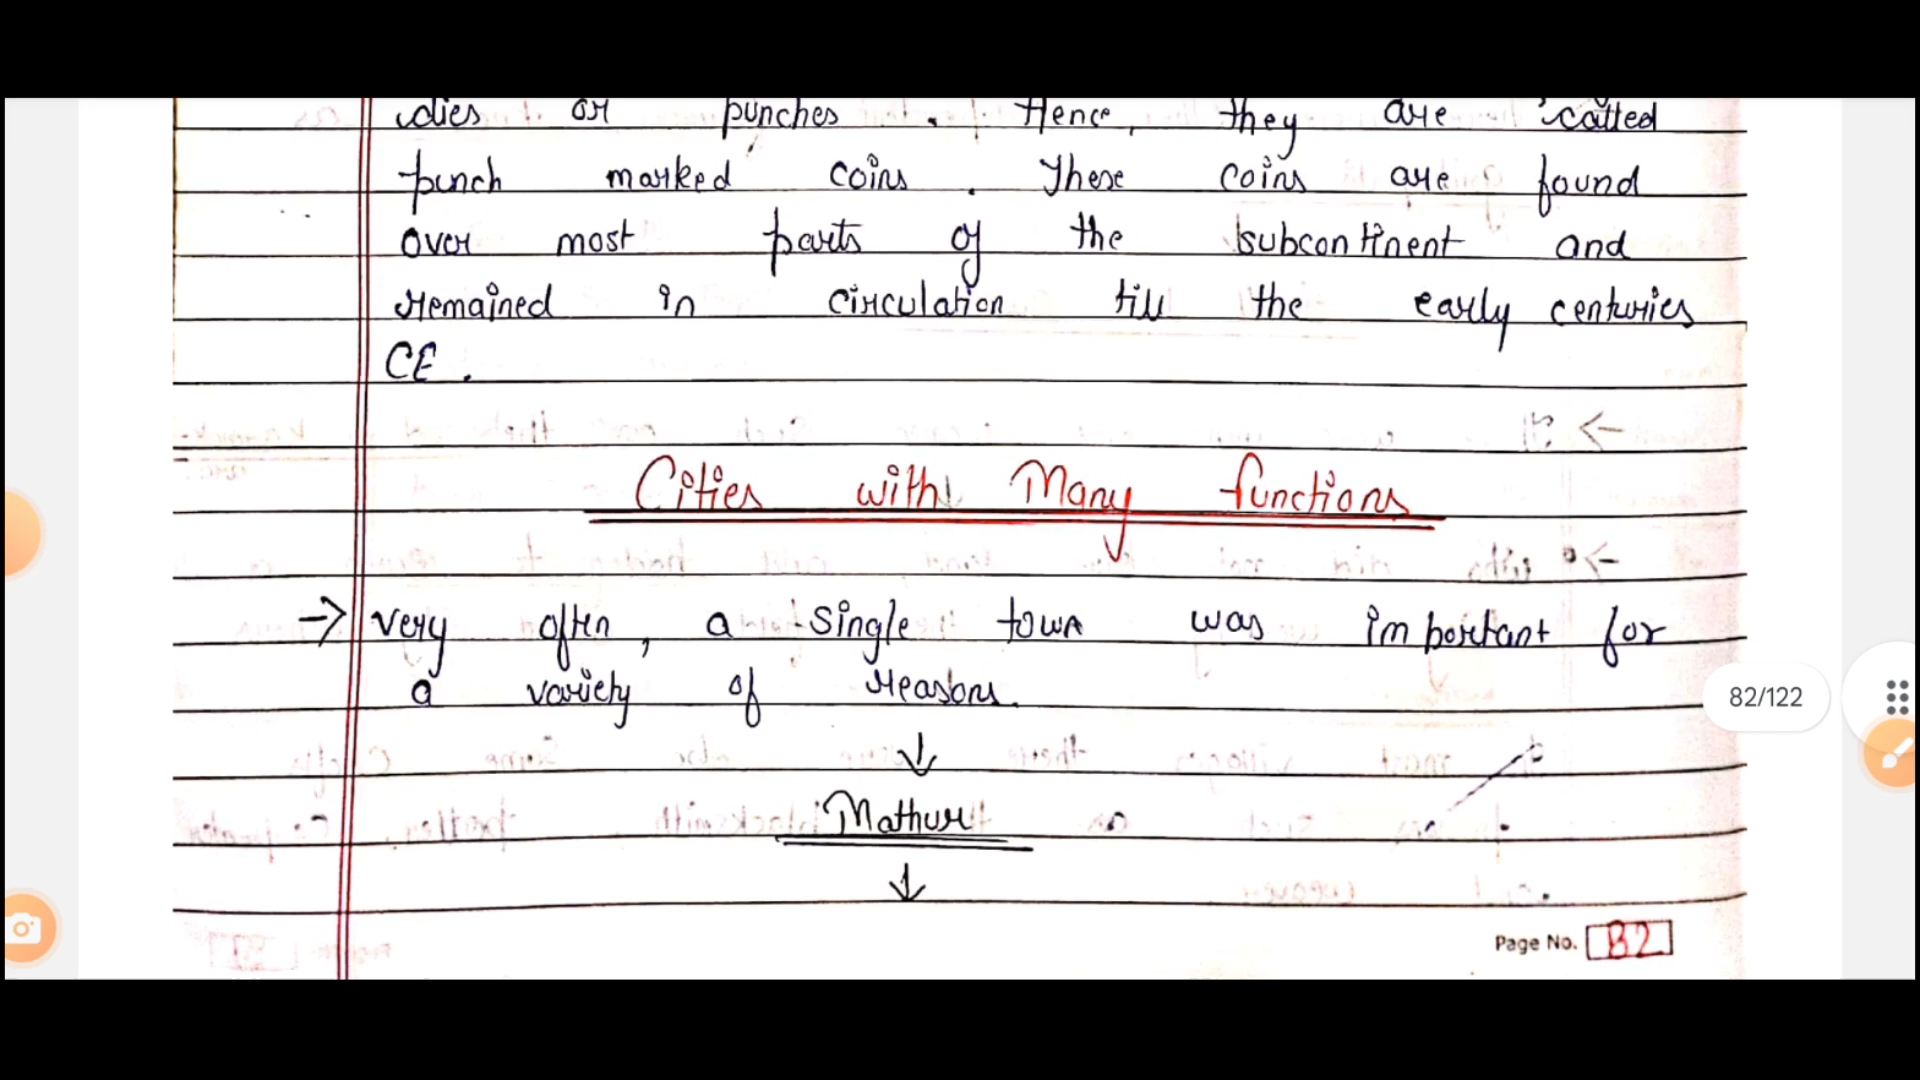 dies or punches . Hence, they are called
punch marked coins . These coins are found
over most parts of the subcontinent and
remained in circulation till the early centuries
CE .
Cities with Many functions
→ very often, a single town was important for
a variety of reasons.
↓
Mathur
↓
82/122
Page No. 82